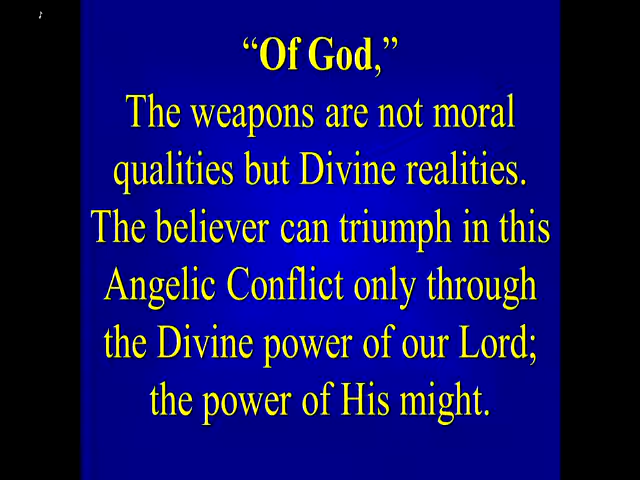 “Of God,”
The weapons are not moral
qualities but Divine realities.
The believer can triumph in this
Angelic Conflict only through
the Divine power of our Lord;
the power of His might.